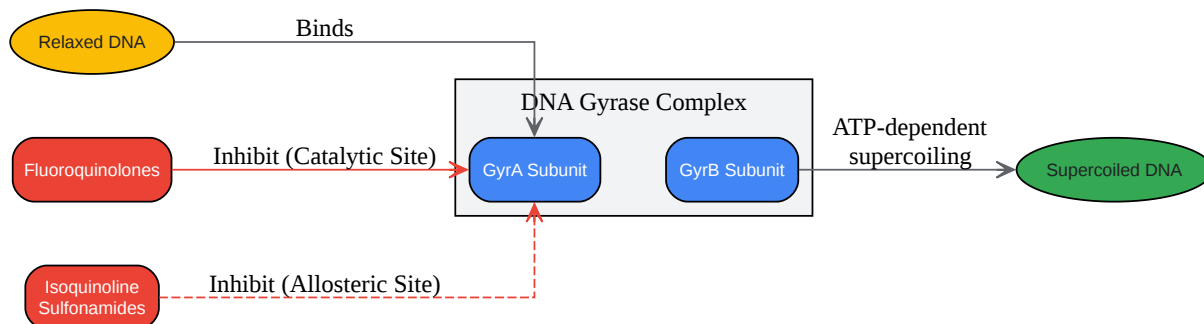 Relaxed DNA
Binds
DNA Gyrase Complex
Fluoroquinolones
Inhibit (Catalytic Site)
GyrA Subunit
GyrB Subunit
ATP-dependent
supercoiling
Supercoiled DNA
Isoquinoline
Sulfonamides
Inhibit (Allosteric Site)